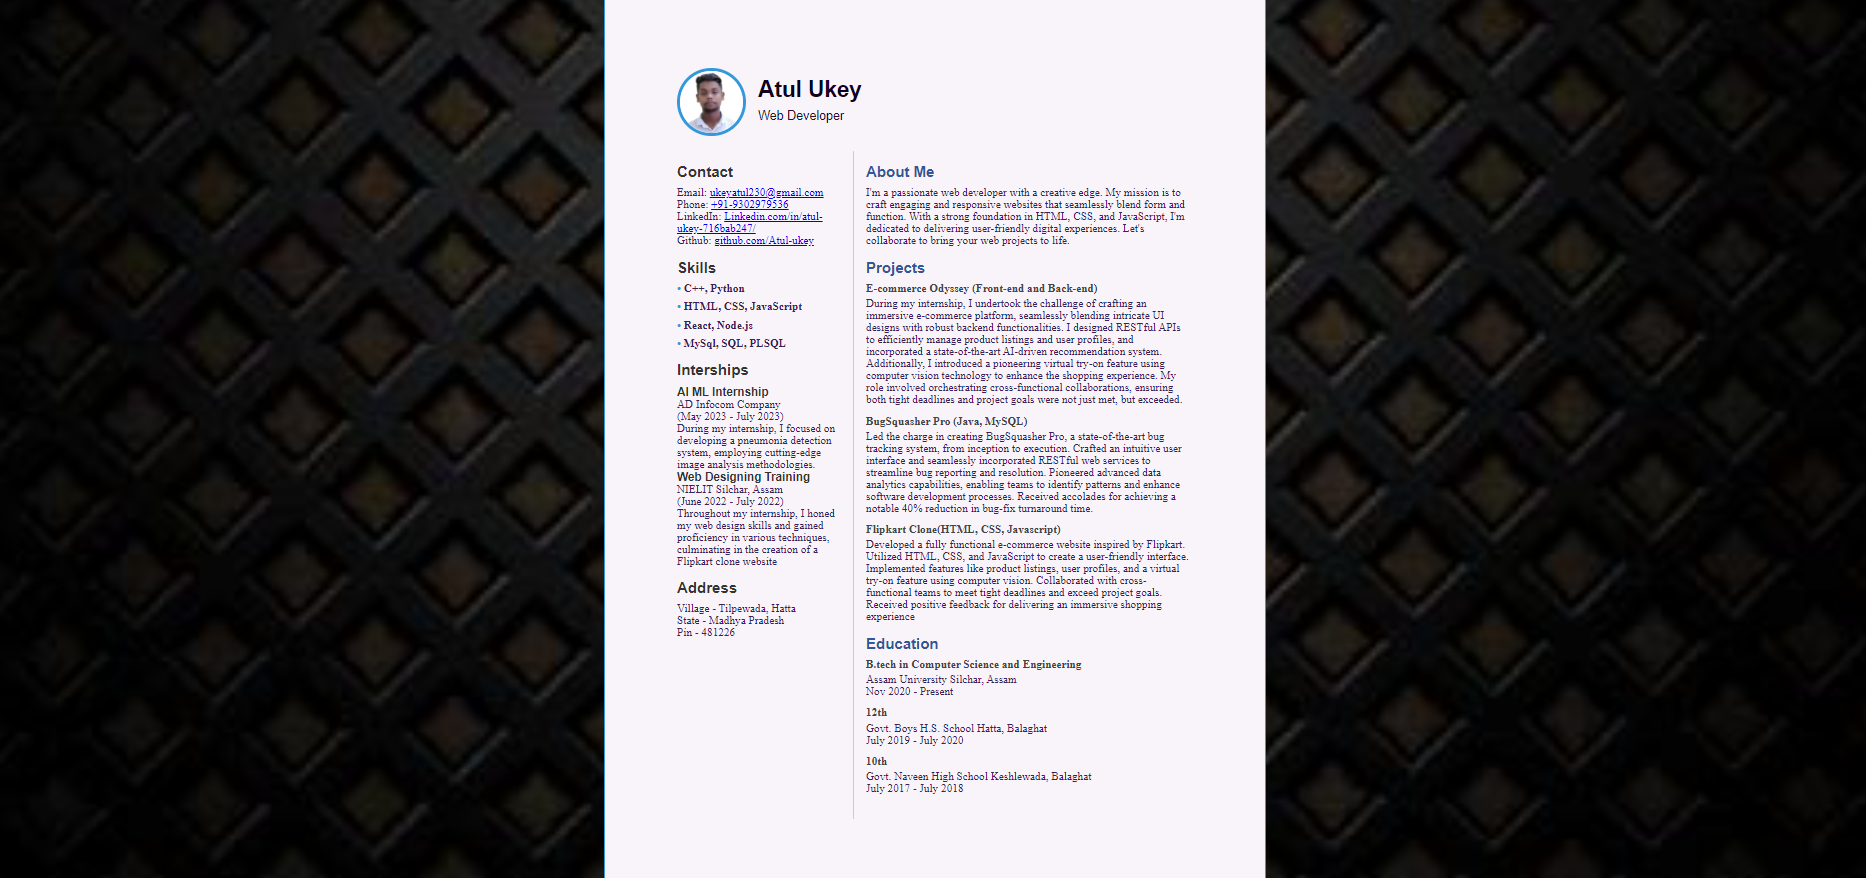 Atul Ukey
Web Developer
Contact
Email: ukeyatul230@gmail.com
Phone: +91-9302979536
LinkedIn: Linkedin.com/in/atul-
ukey-716bab247/
Github: github.com/Atul-ukey
Skills
• C++, Python
• HTML, CSS, JavaScript
• React, Node.js
• MySql, SQL, PLSQL
Interships
AI ML Internship
AD Infocom Company
(May 2023 - July 2023)
During my internship, I focused on
developing a pneumonia detection
system, employing cutting-edge
image analysis methodologies.
Web Designing Training
NIELIT Silchar, Assam
(June 2022 - July 2022)
Throughout my internship, I honed
my web design skills and gained
proficiency in various techniques,
culminating in the creation of a
Flipkart clone website
Address
Village - Tilpewada, Hatta
State - Madhya Pradesh
Pin - 481226
About Me
I'm a passionate web developer with a creative edge. My mission is to
craft engaging and responsive websites that seamlessly blend form and
function. With a strong foundation in HTML, CSS, and JavaScript, I'm
dedicated to delivering user-friendly digital experiences. Let's
collaborate to bring your web projects to life.
Projects
E-commerce Odyssey (Front-end and Back-end)
During my internship, I undertook the challenge of crafting an
immersive e-commerce platform, seamlessly blending intricate UI
designs with robust backend functionalities. I designed RESTful APIs
to efficiently manage product listings and user profiles, and
incorporated a state-of-the-art AI-driven recommendation system.
Additionally, I introduced a pioneering virtual try-on feature using
computer vision technology to enhance the shopping experience. My
role involved orchestrating cross-functional collaborations, ensuring
both tight deadlines and project goals were not just met, but exceeded.
BugSquasher Pro (Java, MySQL)
Led the charge in creating BugSquasher Pro, a state-of-the-art bug
tracking system, from inception to execution. Crafted an intuitive user
interface and seamlessly incorporated RESTful web services to
streamline bug reporting and resolution. Pioneered advanced data
analytics capabilities, enabling teams to identify patterns and enhance
software development processes. Received accolades for achieving a
notable 40% reduction in bug-fix turnaround time.
Flipkart Clone(HTML, CSS, Javascript)
Developed a fully functional e-commerce website inspired by Flipkart.
Utilized HTML, CSS, and JavaScript to create a user-friendly interface.
Implemented features like product listings, user profiles, and a virtual
try-on feature using computer vision. Collaborated with cross-
functional teams to meet tight deadlines and exceed project goals.
Received positive feedback for delivering an immersive shopping
experience
Education
B.tech in Computer Science and Engineering
Assam University Silchar, Assam
Nov 2020 - Present
12th
Govt. Boys H.S. School Hatta, Balaghat
July 2019 - July 2020
10th
Govt. Naveen High School Keshlewada, Balaghat
July 2017 - July 2018